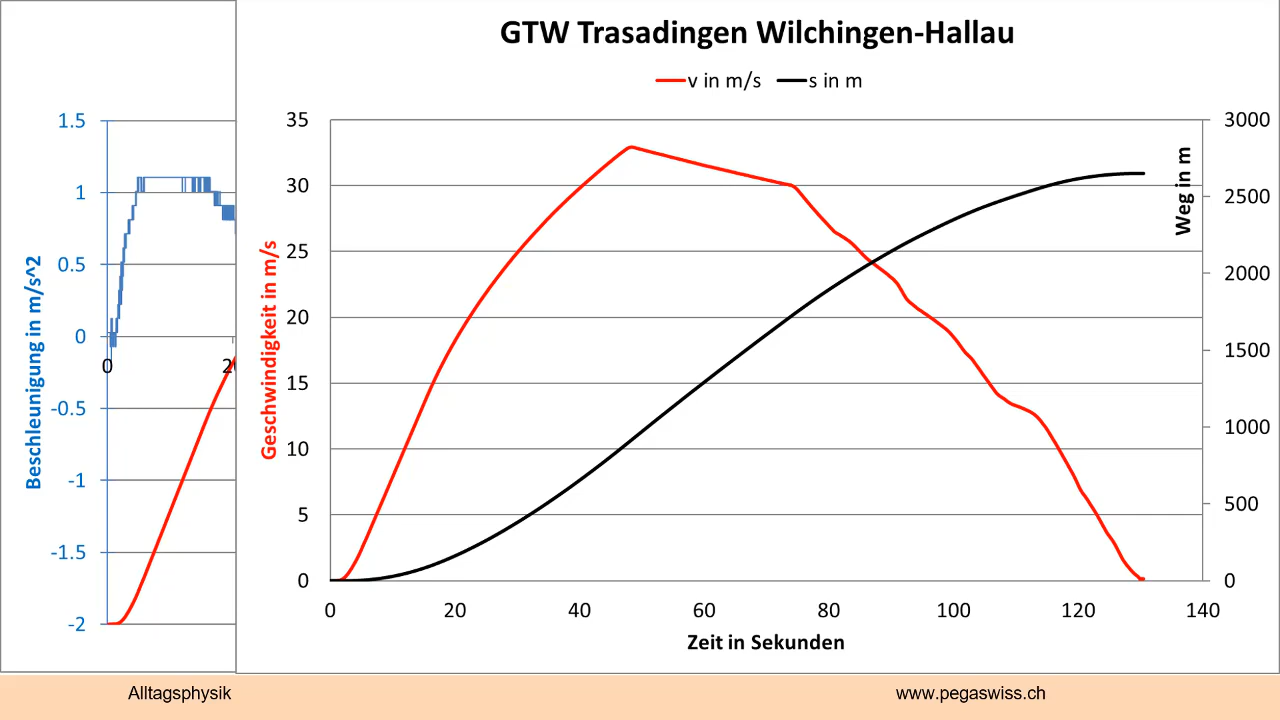 GTW Trasadingen Wilchingen-Hallau
v in m/s s in m
Beschleunigung in m/s^2
1.5
1
0.5
0
-0.5
-1
-1.5
-2
0
Geschwindigkeit in m/s
35
30
25
20
15
10
5
0
Weg in m
3000
2500
2000
1500
1000
500
0
0 20 40 60 80 100 120 140
Zeit in Sekunden
Alltagsphysik
www.pegaswiss.ch